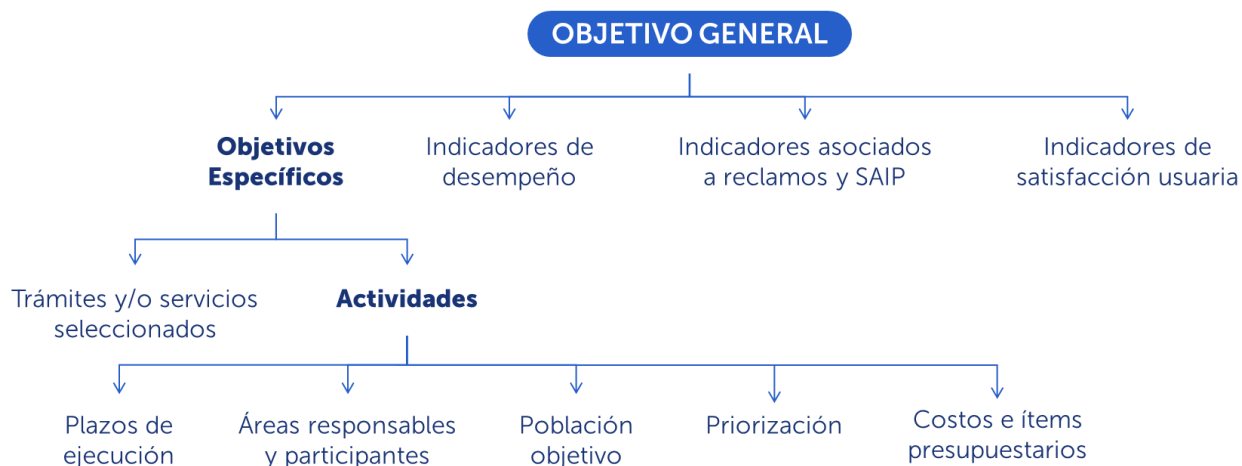 OBJETIVO GENERAL
Objetivos
Específicos
Indicadores de
desempeño
Indicadores asociados
a reclamos y SAIP
Indicadores de
satisfacción usuaria
Trámites y/o servicios
seleccionados
Actividades
Plazos de
ejecución
Áreas responsables
y participantes
Población
objetivo
Priorización
Costos e ítems
presupuestarios